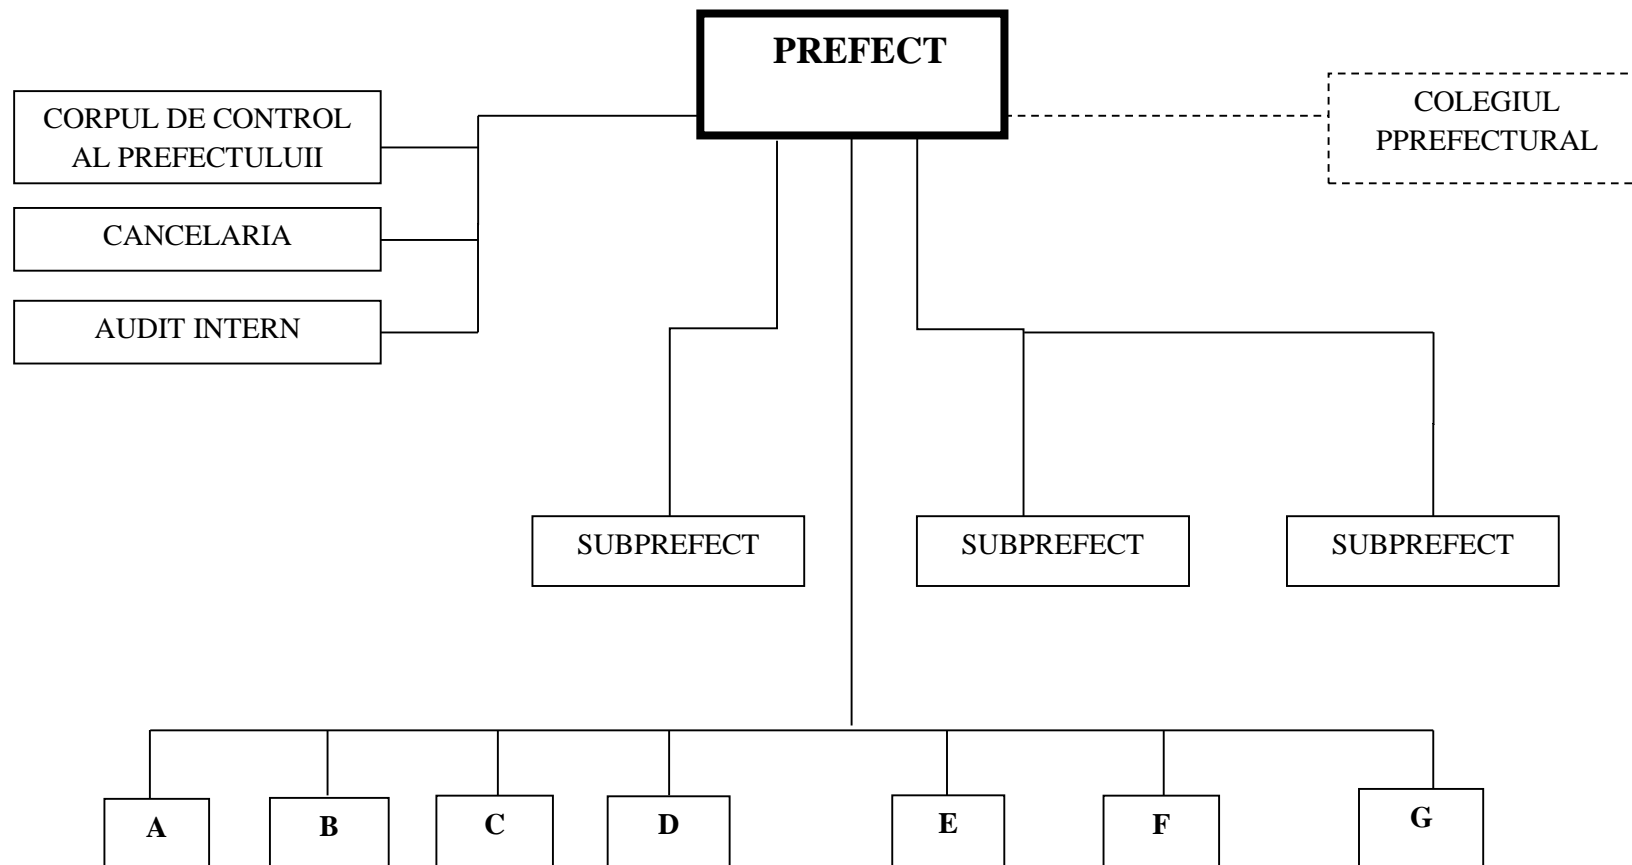 PREFECT
CORPUL DE CONTROL
AL PREFECTULUII
COLEGIUL
PPREFECTURAL
CANCELARIA
AUDIT INTERN
SUBPREFECT
SUBPREFECT
SUBPREFECT
A
B
C
D
E
F
G